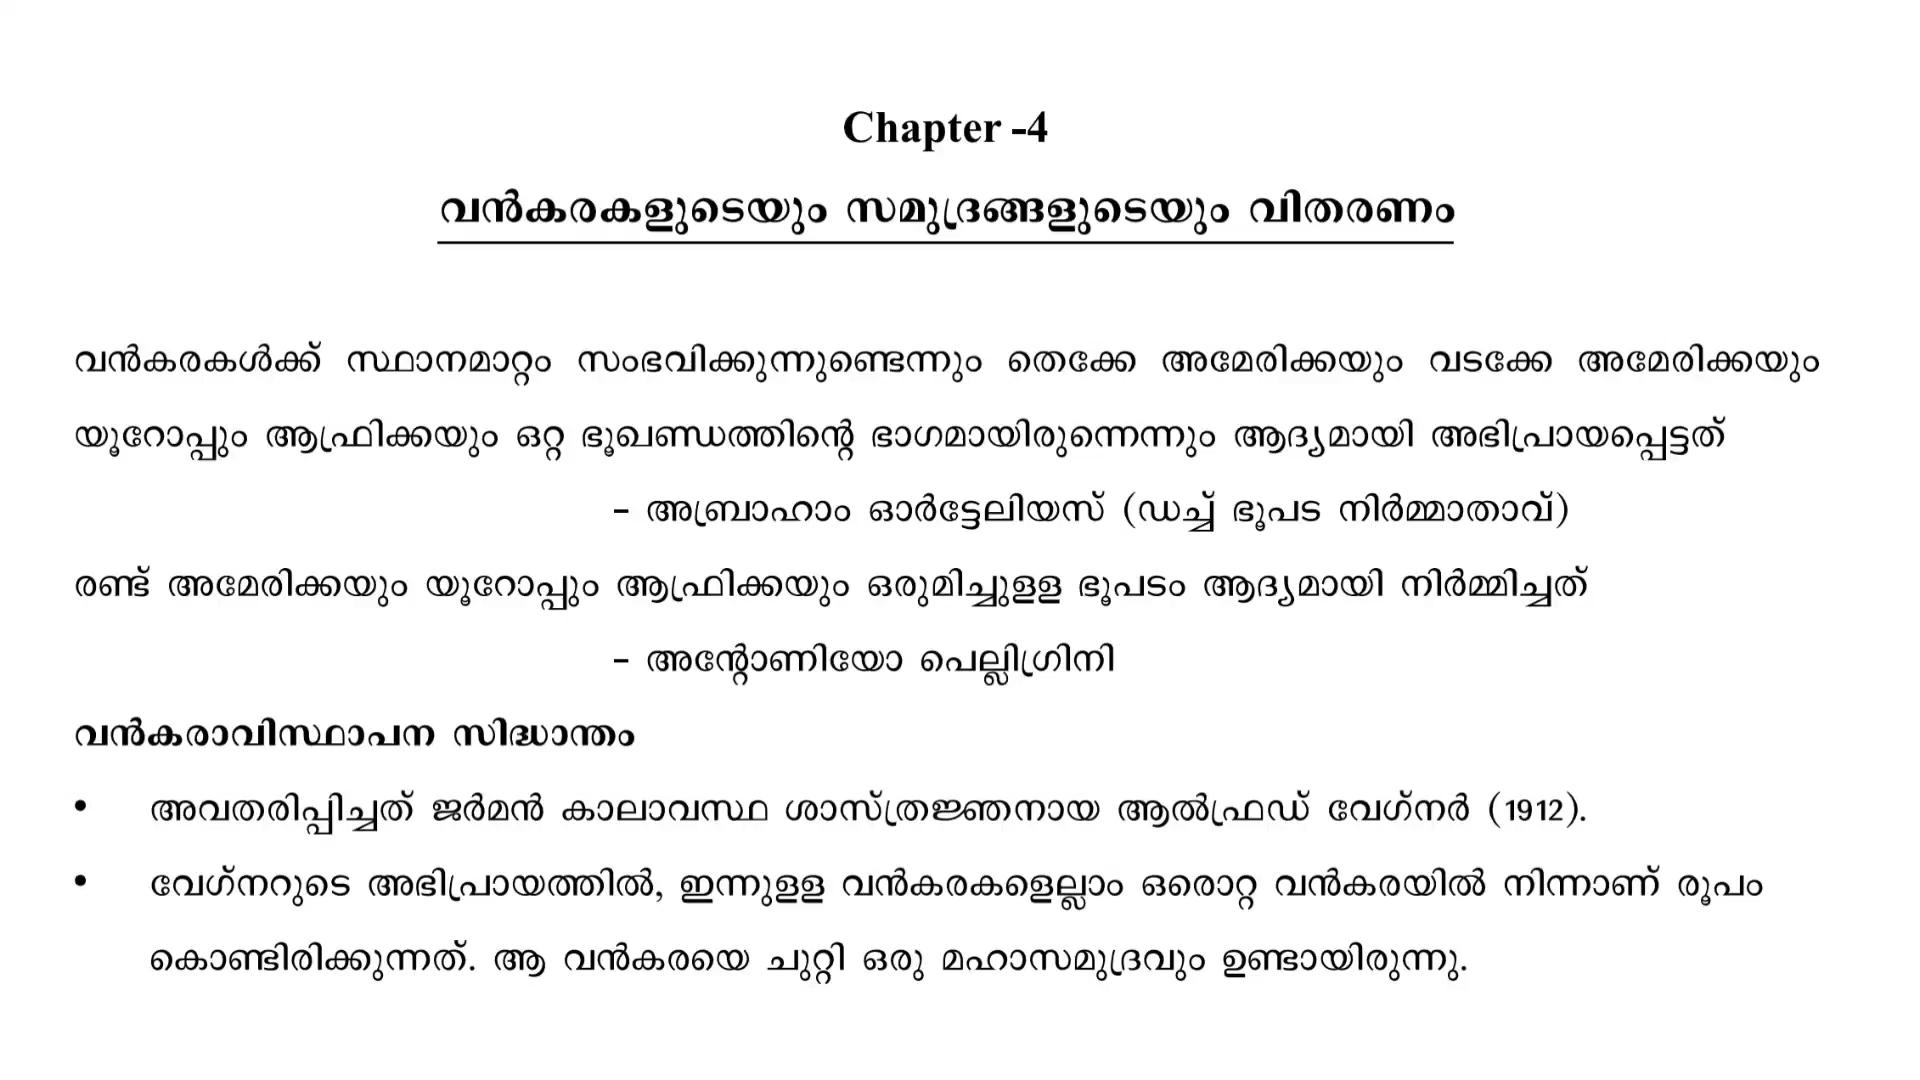 Chapter -4
വൻകരകളുടെയും സമുദ്രങ്ങളുടെയും വിതരണം
വൻകരകൾക്ക് സ്ഥാനമാറ്റം സംഭവിക്കുന്നുണ്ടെന്നും തെക്കേ അമേരിക്കയും വടക്കേ അമേരിക്കയും
യൂറോപ്പും ആഫ്രിക്കയും ഒറ്റ ഭൂഖണ്ഡത്തിന്റെ ഭാഗമായിരുന്നെന്നും ആദ്യമായി അഭിപ്രായപ്പെട്ടത്
- അബ്രാഹാം ഓർട്ടേലിയസ് (ഡച്ച് ഭൂപട നിർമ്മാതാവ്)
രണ്ട് അമേരിക്കയും യൂറോപ്പും ആഫ്രിക്കയും ഒരുമിച്ചുളള ഭൂപടം ആദ്യമായി നിർമ്മിച്ചത്
- അന്റോണിയോ പെല്ലിഗ്രിനി
വൻകരാവിസ്ഥാപന സിദ്ധാന്തം
• അവതരിപ്പിച്ചത് ജർമൻ കാലാവസ്ഥ ശാസ്ത്രജ്ഞനായ ആൽഫ്രഡ് വേഗ്നർ (1912).
• വേഗ്നറുടെ അഭിപ്രായത്തിൽ, ഇന്നുളള വൻകരകളെല്ലാം ഒരൊറ്റ വൻകരയിൽ നിന്നാണ് രൂപം
കൊണ്ടിരിക്കുന്നത്. ആ വൻകരയെ ചുറ്റി ഒരു മഹാസമുദ്രവും ഉണ്ടായിരുന്നു.